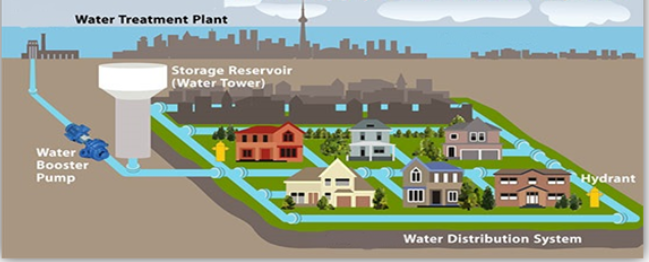 Water Treatment Plant
Storage Reservoir
(Water Tower)
Water
Booster
Pump
Hydrant
Water Distribution System